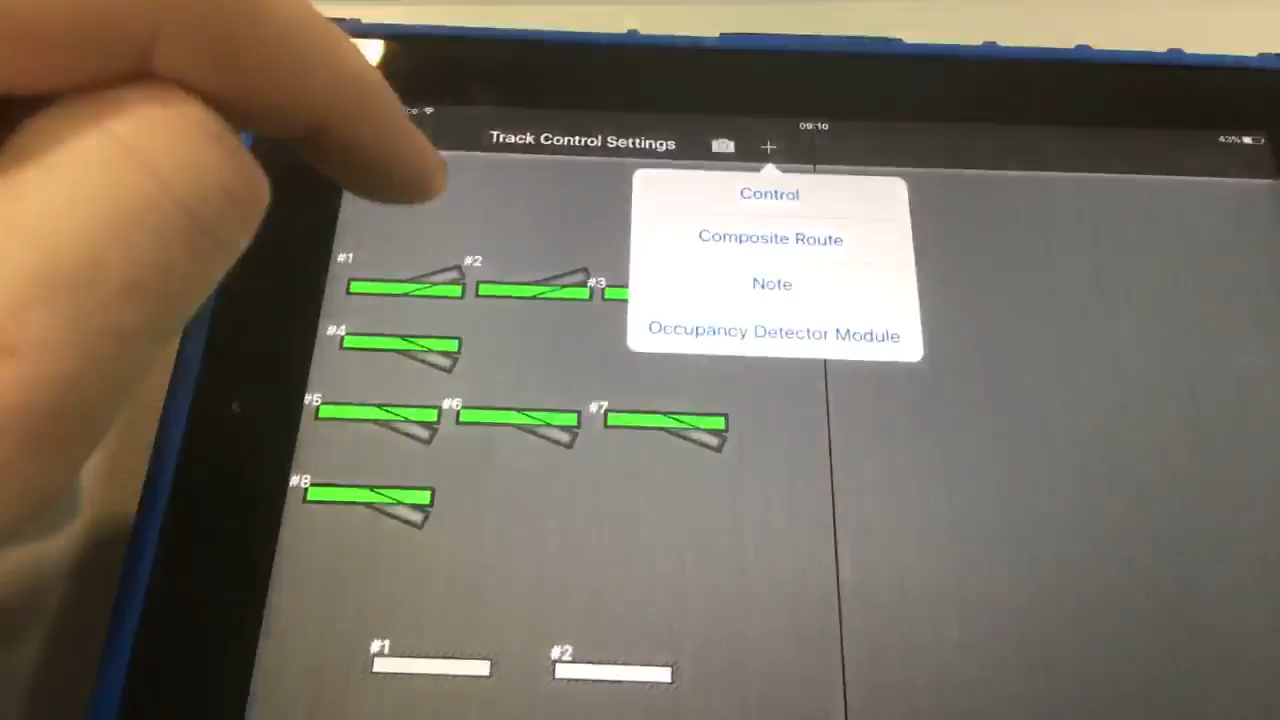 09:10
43%
Track Control Settings
+
Control
Composite Route
Note
Occupancy Detector Module
#1
#2
#3
#4
#5
#6
#7
#8
#1
#2